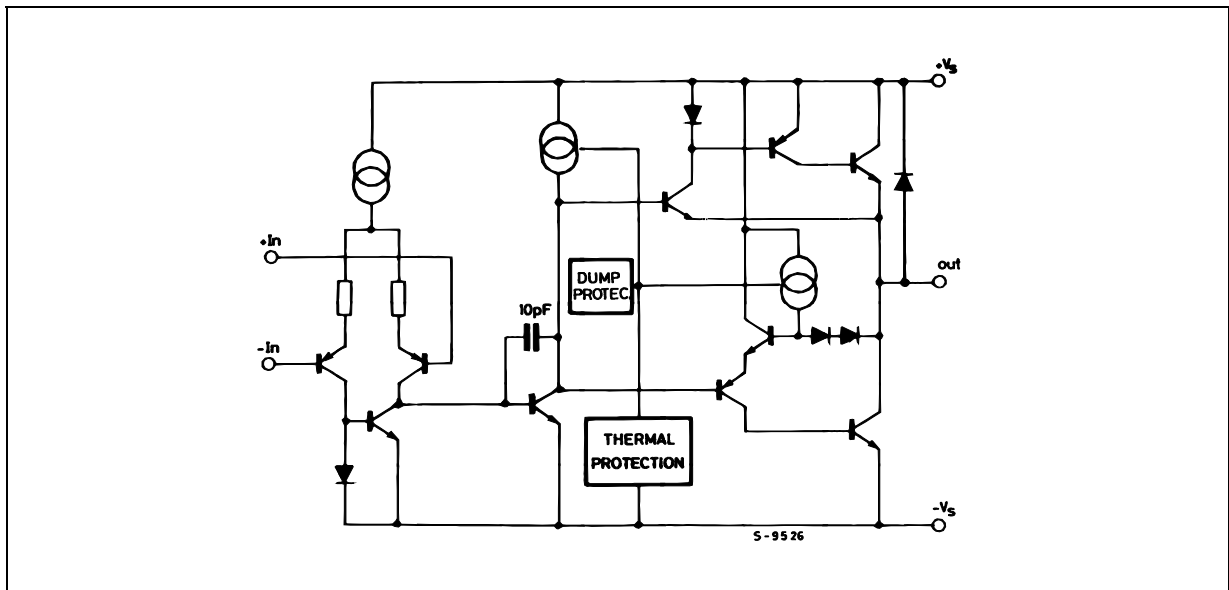 +Vs
+In
DUMP
PROTEC.
out
10pF
-In
THERMAL
PROTECTION
-Vs
S-9526